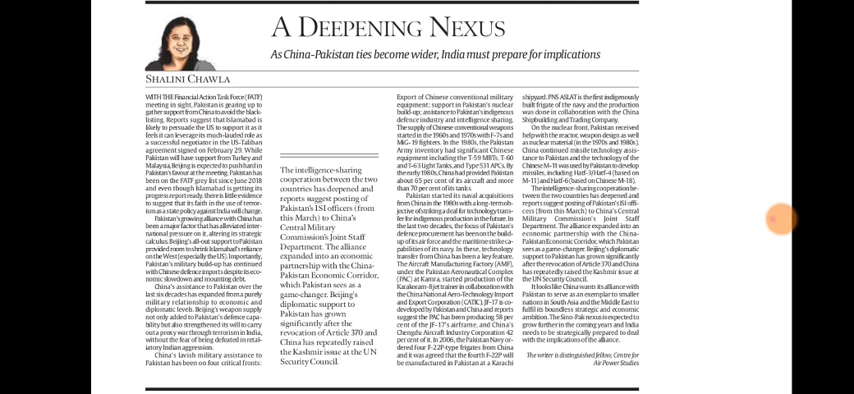 A DEEPENING NEXUS
As China-Pakistan ties become wider, India must prepare for implications
SHALINI CHAWLA
WITH THE Financial Action Task Force (FATF)
meeting in sight, Pakistan is gearing up to
gather support from China to avoid the black-
listing. Reports suggest that Islamabad is
likely to persuade the US to support it as it
feels it can leverage its much-lauded role as
a successful negotiator in the US-Taliban
agreement signed on February 29. While
Pakistan will have support from Turkey and
Malaysia, Beijing is expected to push hard in
Pakistan's favour at the meeting. Pakistan has
been on the FATF grey list since June 2018
and even though Islamabad is getting its
progress report ready, there is little evidence
to suggest that its faith in the use of terror-
ism as a state policy against India will change.
Pakistan's growing alliance with China has
been a major factor that has alleviated inter-
national pressure on it, altering its strategic
calculus. Beijing's all-out support to Pakistan
provided room to shrink Islamabad's reliance
on the West (especially the US). Importantly,
Pakistan's military build-up has continued
with Chinese defence imports despite its eco-
nomic slowdown and mounting debt.
China's assistance to Pakistan over the
last six decades has expanded from a purely
military relationship to economic and
diplomatic levels. Beijing's weapon supply
not only added to Pakistan's defence capa-
bility but also strengthened its will to carry
out a proxy war through terrorism in India,
without the fear of being defeated in retal-
iatory Indian aggression.
China's lavish military assistance to
Pakistan has been on four critical fronts:
The intelligence-sharing
cooperation between the two
countries has deepened and
reports suggest posting of
Pakistan's ISI officers (from
this March) to China's
Central Military
Commission's Joint Staff
Department. The alliance
expanded into an economic
partnership with the China-
Pakistan Economic Corridor,
which Pakistan sees as a
game-changer. Beijing's
diplomatic support to
Pakistan has grown
significantly after the
revocation of Article 370 and
China has repeatedly raised
the Kashmir issue at the UN
Security Council.
Export of Chinese conventional military
equipment; support in Pakistan's nuclear
build-up; assistance to Pakistan's indigenous
defence industry and intelligence sharing.
The supply of Chinese conventional weapons
started in the 1960s and 1970s with F-7s and
MiG-19 fighters. In the 1980s, the Pakistan
Army inventory had significant Chinese
equipment including the T-59 MBTs, T-60
and T-63 light Tanks, and Type 531 APCs. By
the early 1980s, China had provided Pakistan
about 65 per cent of its aircraft and more
than 70 per cent of its tanks.
Pakistan started its naval acquisitions
from China in the 1980s with a long-term ob-
jective of striking a deal for technology trans-
fer for indigenous production in the future. In
the last two decades, the focus of Pakistan's
defence procurement has been on the build-
up of its air force and the maritime strike ca-
pabilities of its navy. In these, technology
transfer from China has been a key feature.
The Aircraft Manufacturing Factory (AMF),
under the Pakistan Aeronautical Complex
(PAC) at Kamra, started production of the
Karakoram-8 jet trainer in collaboration with
the China National Aero-Technology Import
and Export Corporation (CATIC). JF-17 is co-
developed by Pakistan and China and reports
suggest the PAC has been producing 58 per
cent of the JF-17's airframe, and China's
Chengdu Aircraft Industry Corporation 42
per cent of it. In 2006, the Pakistan Navy or-
dered four F-22P-type frigates from China
and it was agreed that the fourth F-22P will
be manufactured in Pakistan at a Karachi
shipyard. PNS ASLAT is the first indigenously
built frigate of the navy and the production
was done in collaboration with the China
Shipbuilding and Trading Company.
On the nuclear front, Pakistan received
help with the reactor, weapon design as well
as nuclear material (in the 1970s and 1980s).
China continued missile technology assis-
tance to Pakistan and the technology of the
Chinese M-11 was used by Pakistan to develop
missiles, including Hatf-3/Hatf-4 (based on
M-11) and Hatf-6 (based on Chinese M-18).
The intelligence-sharing cooperation be-
tween the two countries has deepened and
reports suggest posting of Pakistan's ISI offi-
cers (from this March) to China's Central
Military Commission's Joint Staff
Department. The alliance expanded into an
economic partnership with the China-
Pakistan Economic Corridor, which Pakistan
sees as a game-changer. Beijing's diplomatic
support to Pakistan has grown significantly
after the revocation of Article 370 and China
has repeatedly raised the Kashmir issue at
the UN Security Council.
It looks like China wants its alliance with
Pakistan to serve as an exemplar to smaller
nations in South Asia and the Middle East to
fulfil its boundless strategic and economic
ambition. The Sino-Pak nexus is expected to
grow further in the coming years and India
needs to be strategically prepared to deal
with the implications of the alliance.
The writer is distinguished fellow, Centre for
Air Power Studies